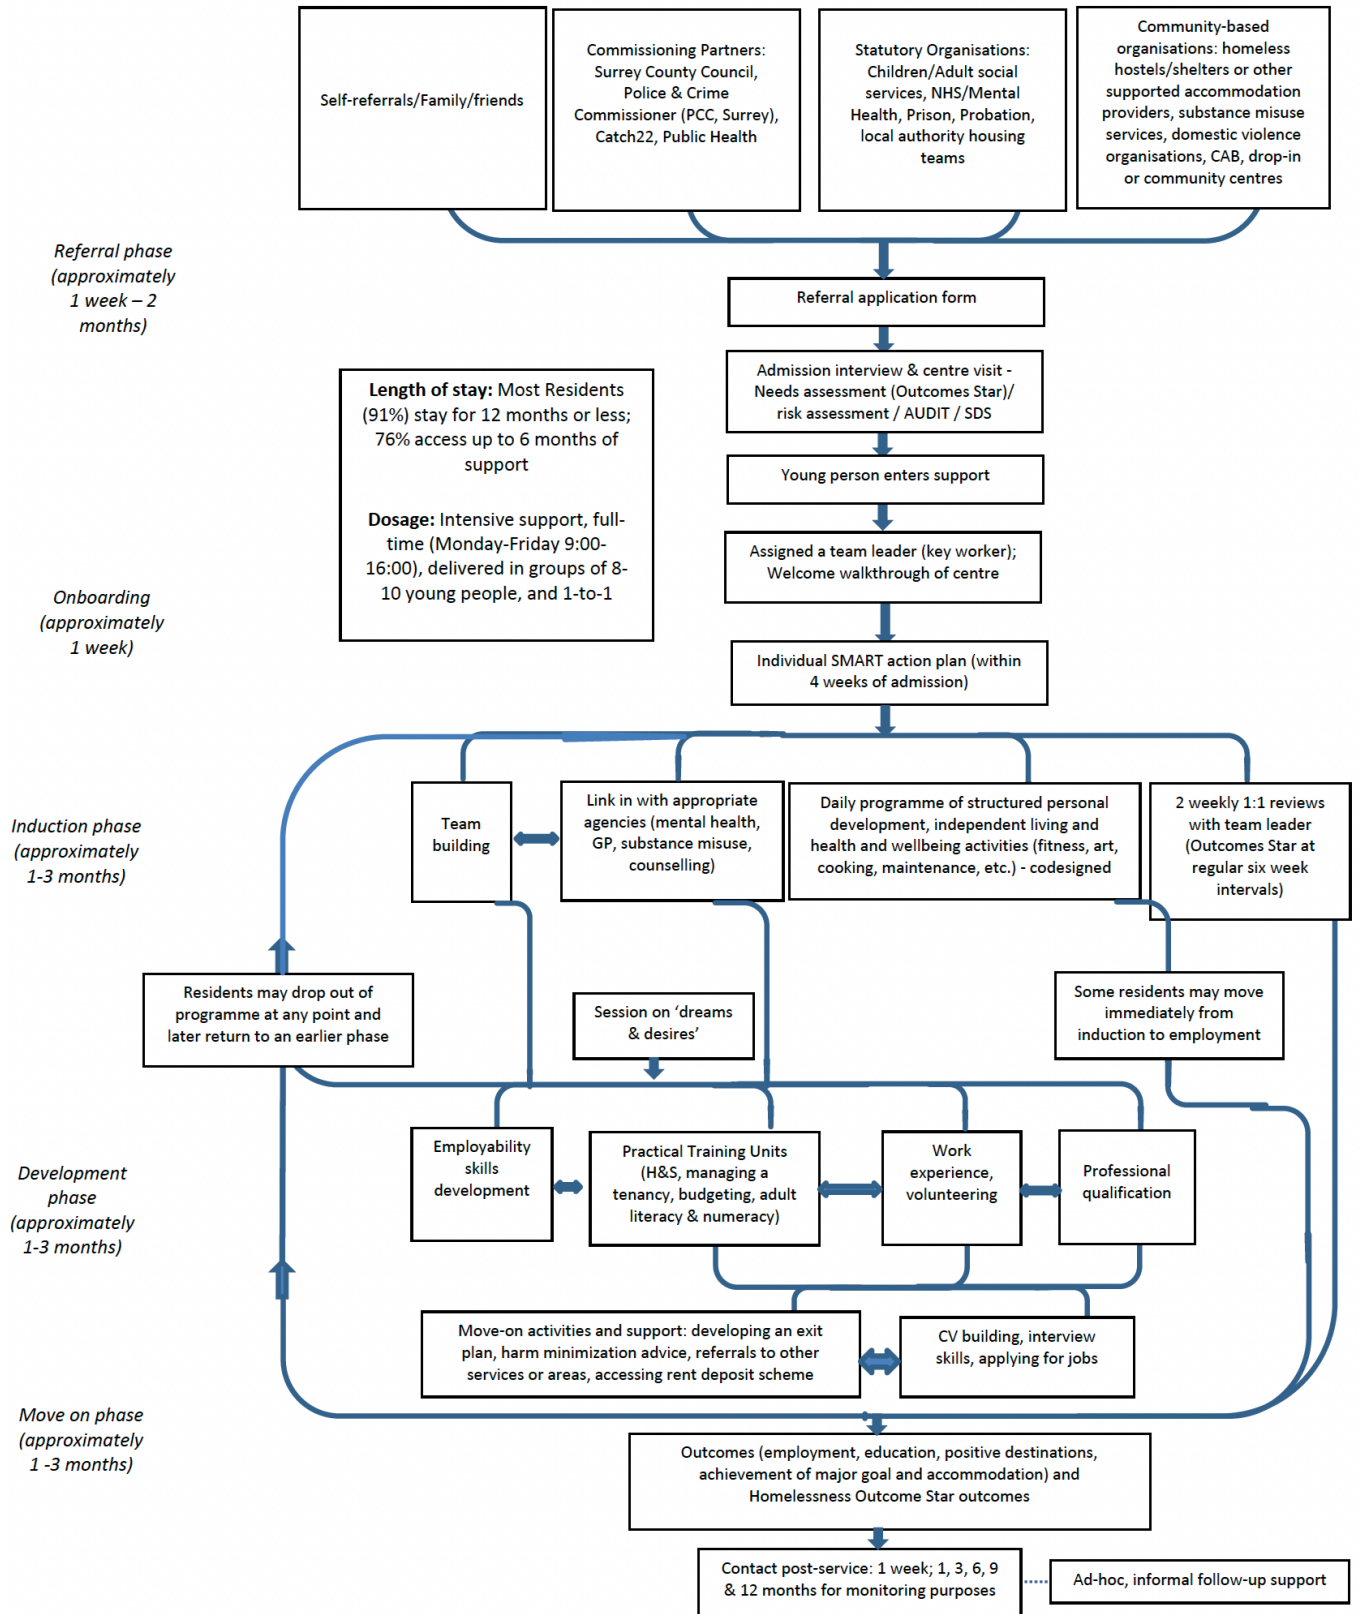 Self-referrals/Family/friends
Commissioning Partners:
Surrey County Council,
Police & Crime
Commissioner (PCC, Surrey),
Catch22, Public Health
Statutory Organisations:
Children/Adult social
services, NHS/Mental
Health, Prison, Probation,
local authority housing
teams
Community-based
organisations: homeless
hostels/shelters or other
supported accommodation
providers, substance misuse
services, domestic violence
organisations, CAB, drop-in
or community centres
Referral phase
(approximately
1 week – 2
months)
Referral application form
Admission interview & centre visit -
Needs assessment (Outcomes Star)/
risk assessment / AUDIT / SDS
Length of stay: Most Residents
(91%) stay for 12 months or less;
76% access up to 6 months of
support
Dosage: Intensive support, full-
time (Monday-Friday 9:00-
16:00), delivered in groups of 8-
10 young people, and 1-to-1
Young person enters support
Assigned a team leader (key worker);
Welcome walkthrough of centre
Onboarding
(approximately
1 week)
Individual SMART action plan (within
4 weeks of admission)
Induction phase
(approximately
1-3 months)
Team
building
Link in with appropriate
agencies (mental health,
GP, substance misuse,
counselling)
Daily programme of structured personal
development, independent living and
health and wellbeing activities (fitness, art,
cooking, maintenance, etc.) - codesigned
2 weekly 1:1 reviews
with team leader
(Outcomes Star at
regular six week
intervals)
Residents may drop out of
programme at any point and
later return to an earlier phase
Session on ‘dreams
& desires’
Some residents may move
immediately from
induction to employment
Development
phase
(approximately
1-3 months)
Employability
skills
development
Practical Training Units
(H&S, managing a
tenancy, budgeting, adult
literacy & numeracy)
Work
experience,
volunteering
Professional
qualification
Move-on activities and support: developing an exit
plan, harm minimization advice, referrals to other
services or areas, accessing rent deposit scheme
CV building, interview
skills, applying for jobs
Move on phase
(approximately
1 -3 months)
Outcomes (employment, education, positive destinations,
achievement of major goal and accommodation) and
Homelessness Outcome Star outcomes
Contact post-service: 1 week; 1, 3, 6, 9
& 12 months for monitoring purposes
Ad-hoc, informal follow-up support